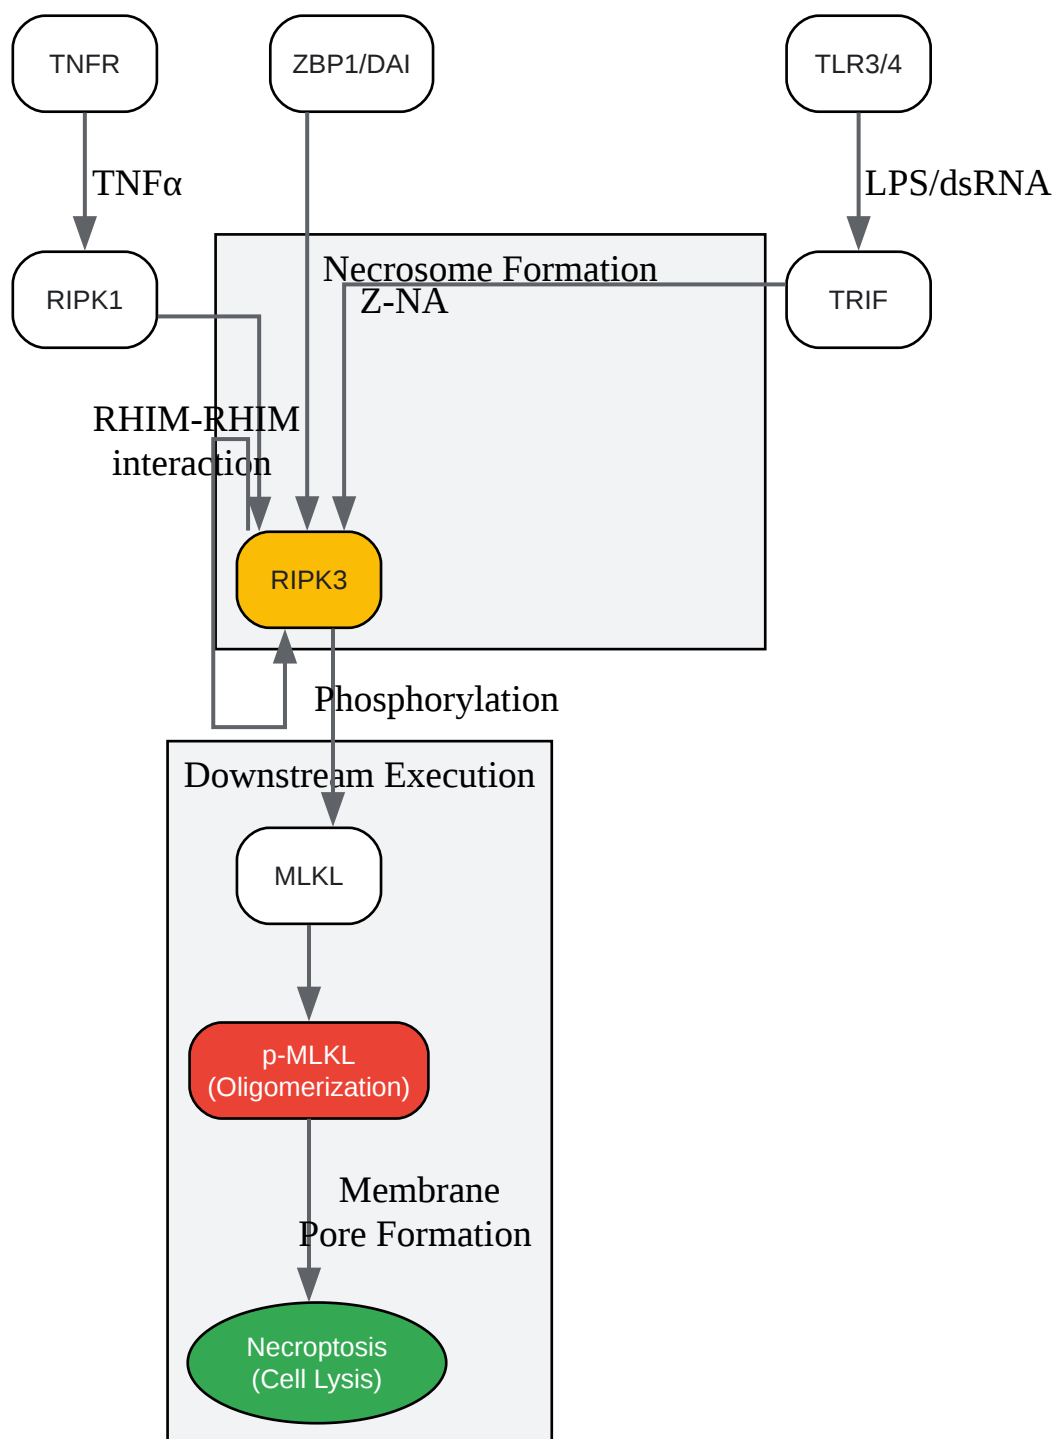 TNFR
ZBP1/DAI
TLR3/4
TNFα
LPS/dsRNA
Necrosome Formation
RIPK1
Z-NA
TRIF
RHIM-RHIM
interaction
RIPK3
Phosphorylation
Downstream Execution
MLKL
p-MLKL
(Oligomerization)
Membrane
Pore Formation
Necroptosis
(Cell Lysis)